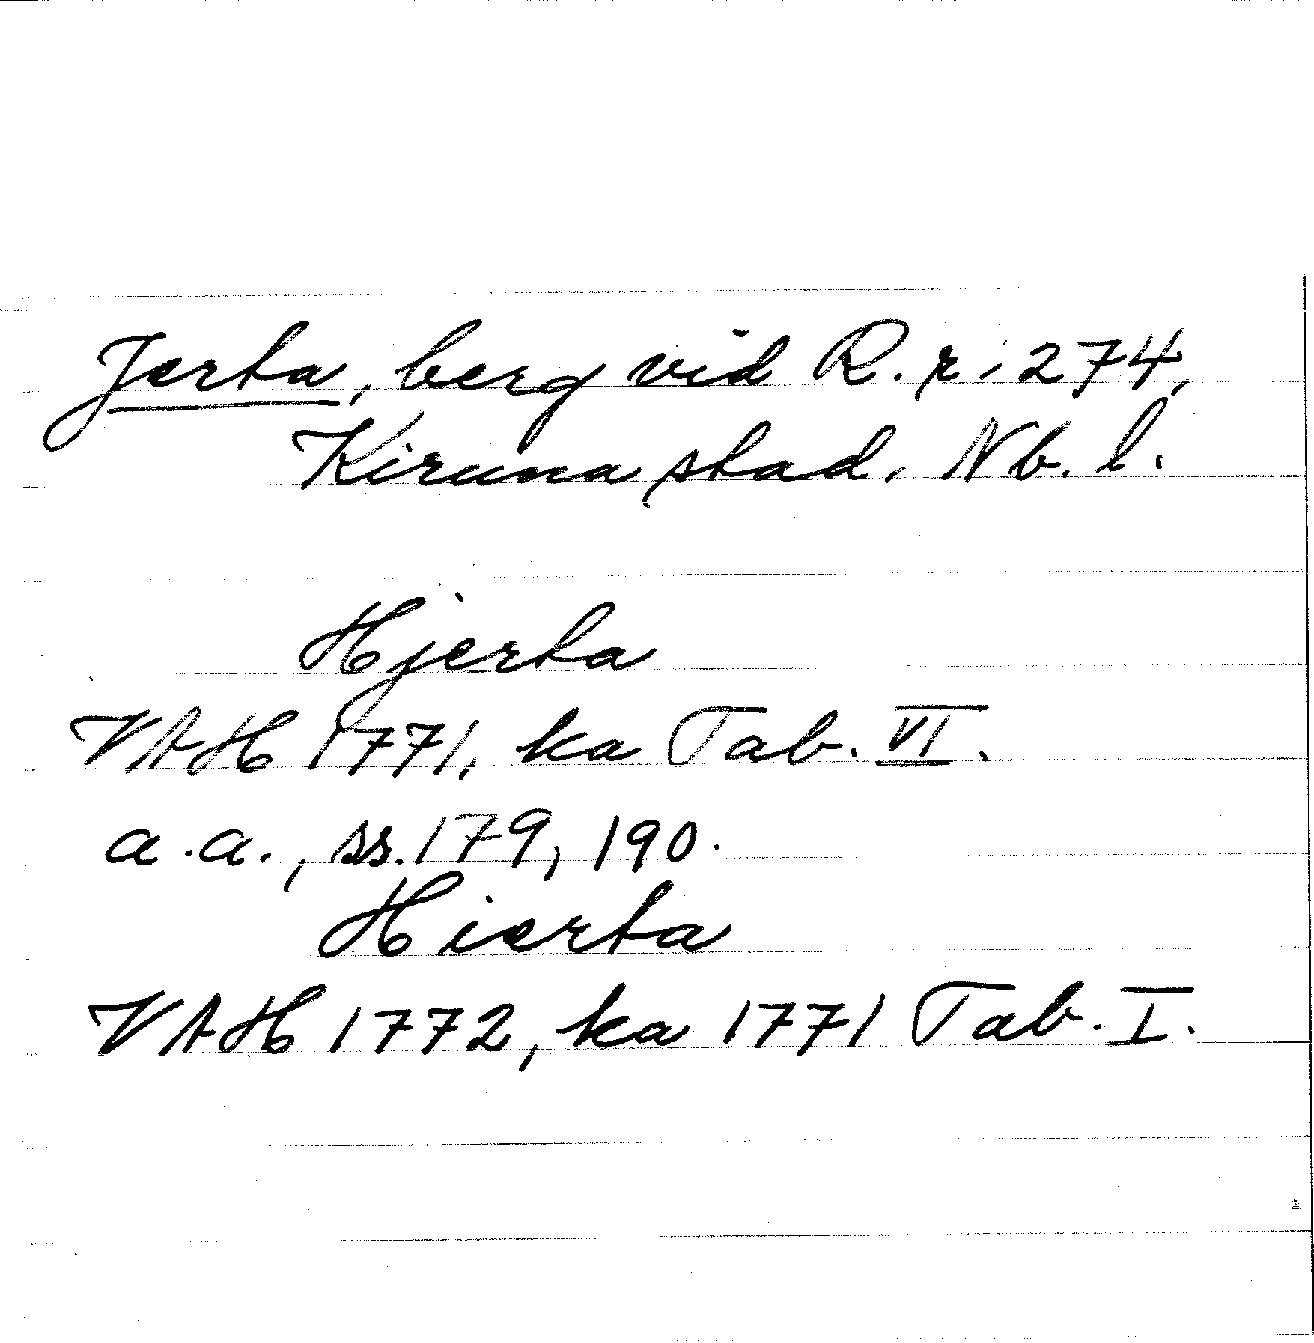 Jerta, berg vid R.r. 274,
Kiruna stad, Nb. l.
Hjerta
VAH 1771, ka Tab. VI.
a.a., ss. 179, 190.
Hierta
VAH 1772, ka 1771 Tab. I.